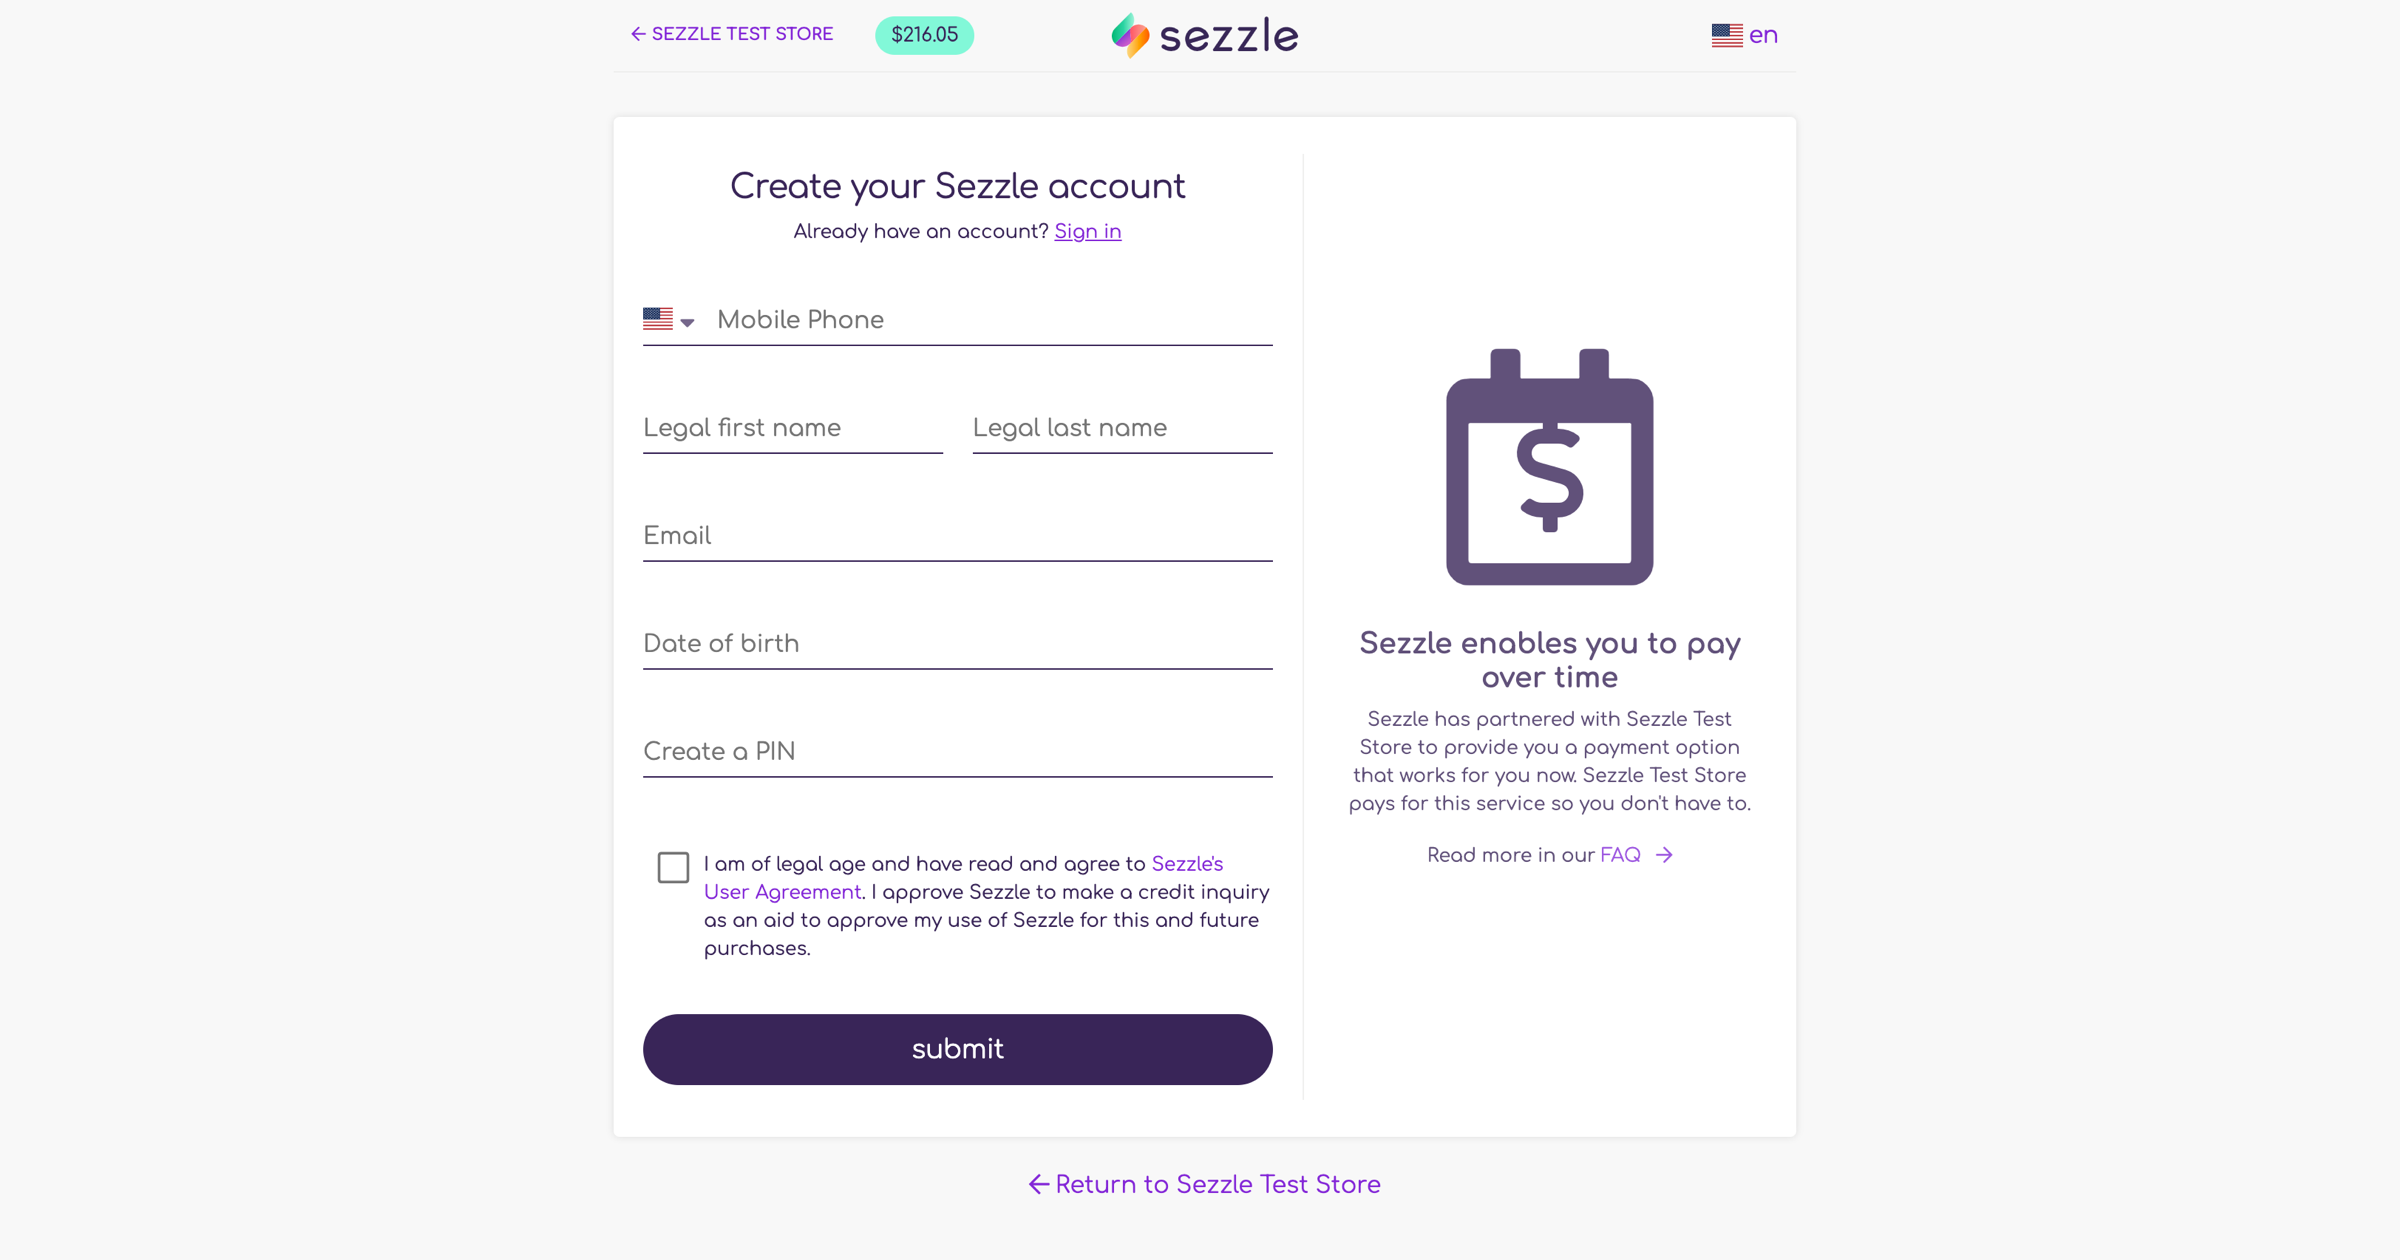 ← SEZZLE TEST STORE
$216.05
sezzle
en
Create your Sezzle account
Already have an account? Sign in
Mobile Phone
Legal first name
Legal last name
Email
Date of birth
Create a PIN
I am of legal age and have read and agree to Sezzle's
User Agreement. I approve Sezzle to make a credit inquiry
as an aid to approve my use of Sezzle for this and future
purchases.
submit
$
Sezzle enables you to pay
over time
Sezzle has partnered with Sezzle Test
Store to provide you a payment option
that works for you now. Sezzle Test Store
pays for this service so you don't have to.
Read more in our FAQ →
← Return to Sezzle Test Store